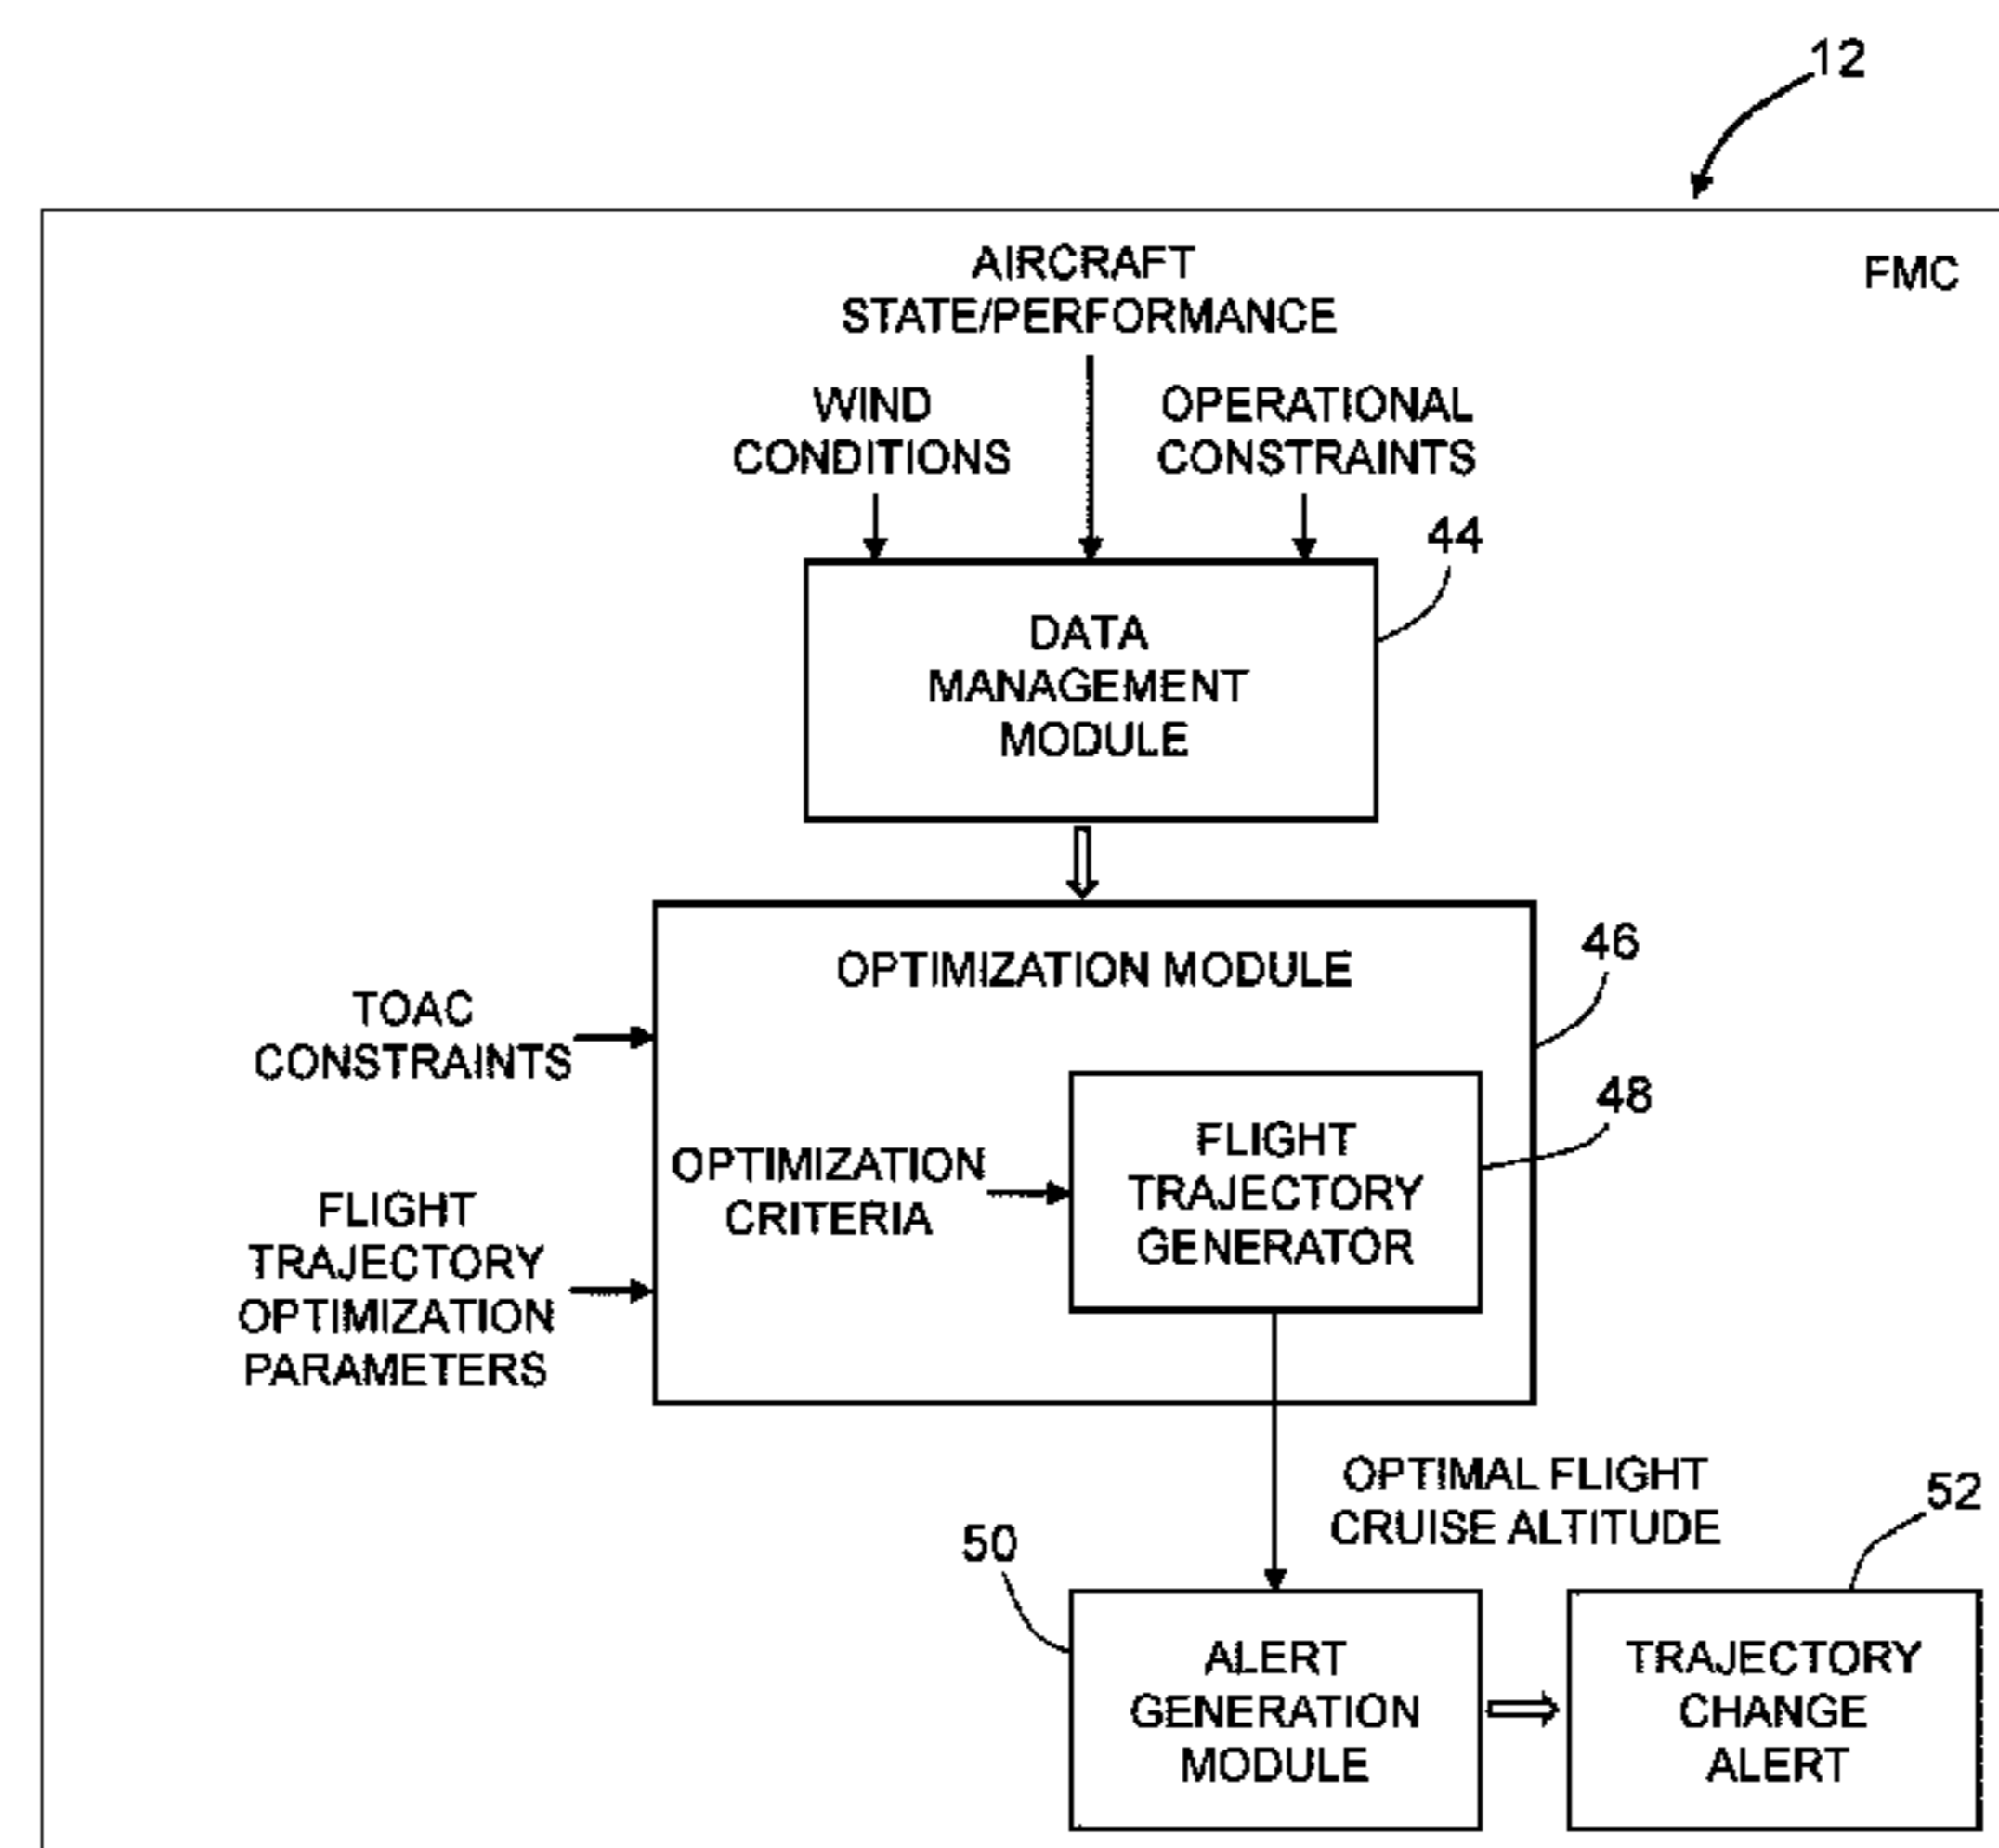 12
FMC
AIRCRAFT
STATE/PERFORMANCE
WIND
CONDITIONS
OPERATIONAL
CONSTRAINTS
44
DATA
MANAGEMENT
MODULE
OPTIMIZATION MODULE
46
TOAC
CONSTRAINTS
48
FLIGHT
TRAJECTORY
GENERATOR
OPTIMIZATION
CRITERIA
FLIGHT
TRAJECTORY
OPTIMIZATION
PARAMETERS
OPTIMAL FLIGHT
CRUISE ALTITUDE
50
52
ALERT
GENERATION
MODULE
TRAJECTORY
CHANGE
ALERT